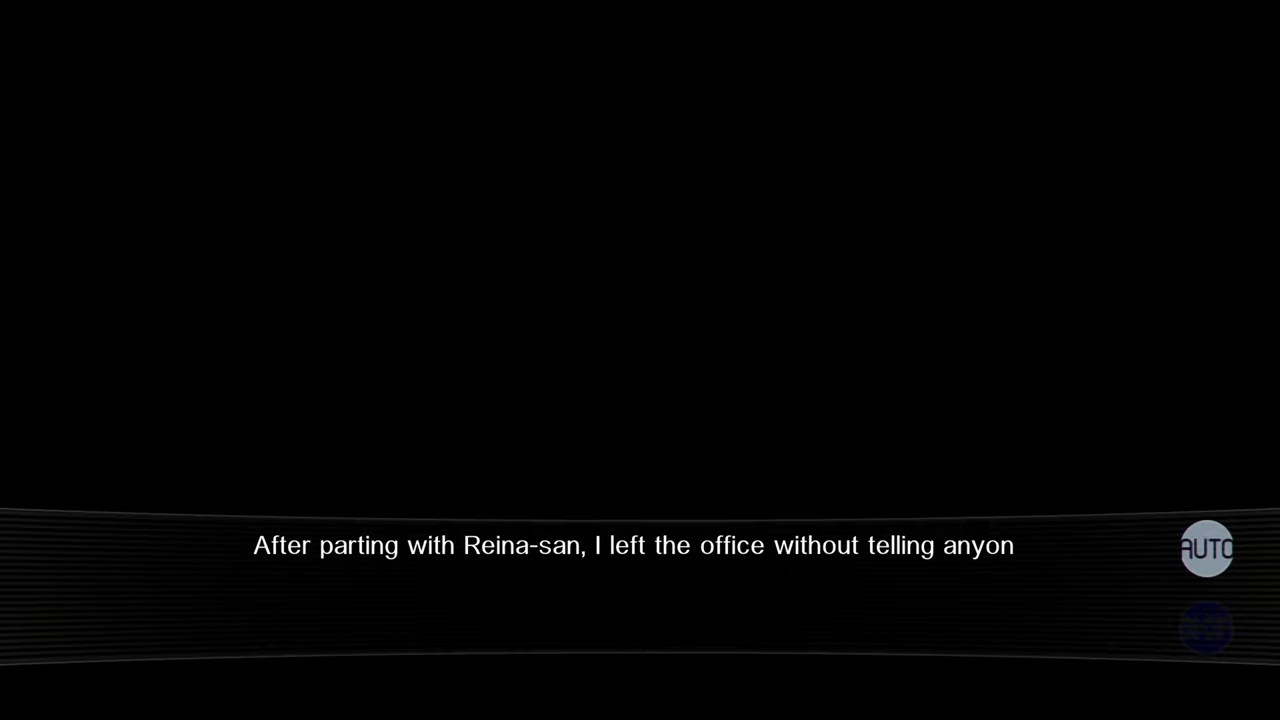 After parting with Reina-san, I left the office without telling anyon
AUTO